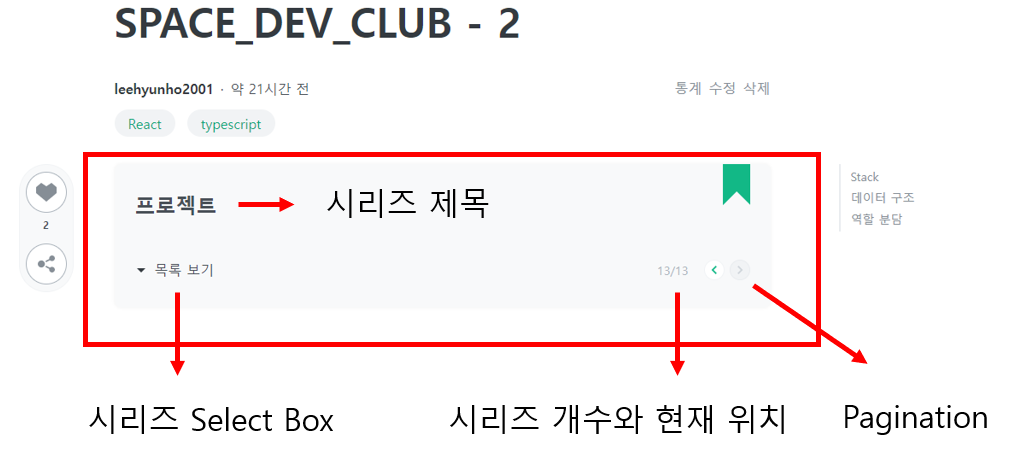 SPACE_DEV_CLUB - 2
leehyunho2001 · 약 21시간 전
통계 수정 삭제
React typescript
2
프로젝트
시리즈 제목
목록 보기
13/13
Stack
데이터 구조
역할 분담
시리즈 Select Box
시리즈 개수와 현재 위치
Pagination